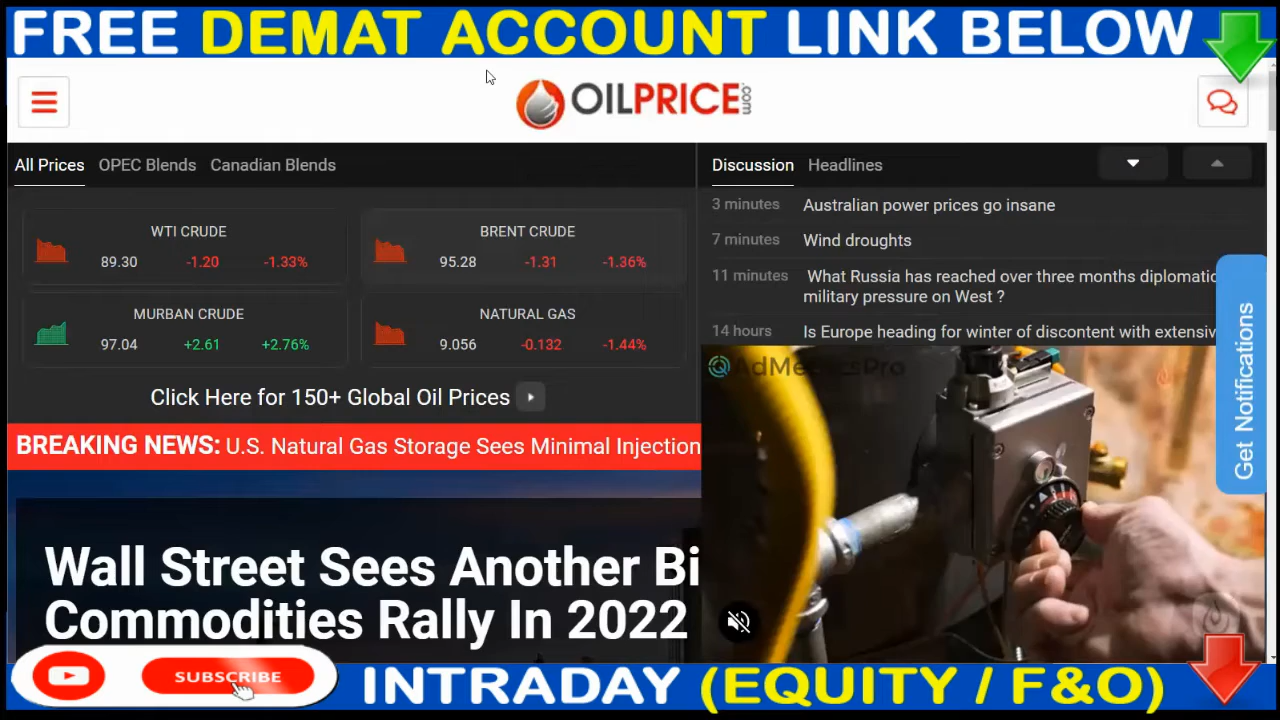 FREE DEMAT ACCOUNT LINK BELOW
OILPRICE.com
All Prices OPEC Blends Canadian Blends
WTI CRUDE
89.30 -1.20 -1.33%
BRENT CRUDE
95.28 -1.31 -1.36%
MURBAN CRUDE
97.04 +2.61 +2.76%
NATURAL GAS
9.056 -0.132 -1.44%
Click Here for 150+ Global Oil Prices
BREAKING NEWS: U.S. Natural Gas Storage Sees Minimal Injection
Wall Street Sees Another Bi
Commodities Rally In 2022
Discussion Headlines
3 minutes Australian power prices go insane
7 minutes Wind droughts
11 minutes What Russia has reached over three months diplomatic
military pressure on West ?
14 hours Is Europe heading for winter of discontent with extensiv
AdMetricsPro
Get Notifications
SUBSCRIBE
INTRADAY (EQUITY / F&O)